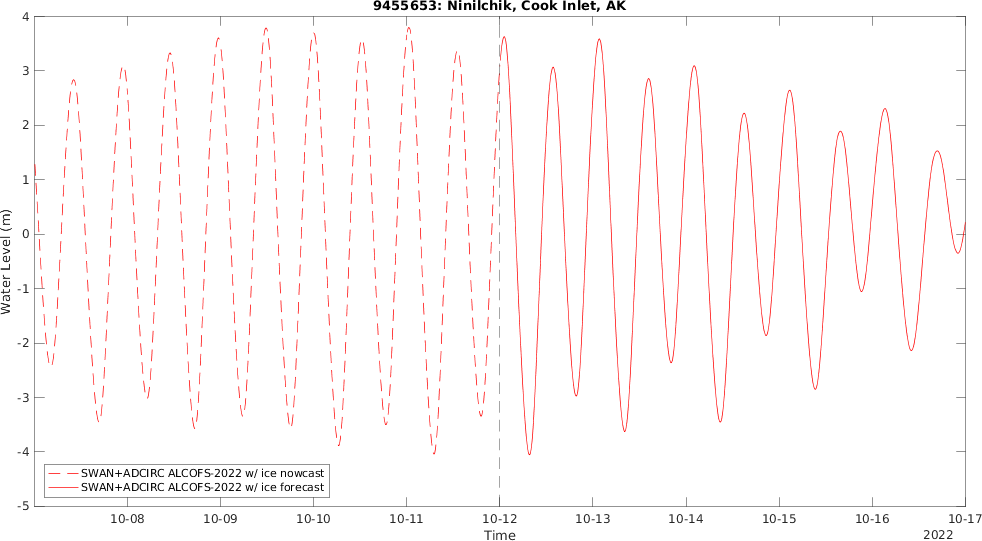 9455653: Ninilchik, Cook Inlet, AK
4
3
2
1
0
-1
-2
-3
-4
-5
Water Level (m)
SWAN+ADCIRC ALCOFS-2022 w/ ice nowcast
SWAN+ADCIRC ALCOFS-2022 w/ ice forecast
10-08 10-09 10-10 10-11 10-12 10-13 10-14 10-15 10-16 10-17
Time
2022